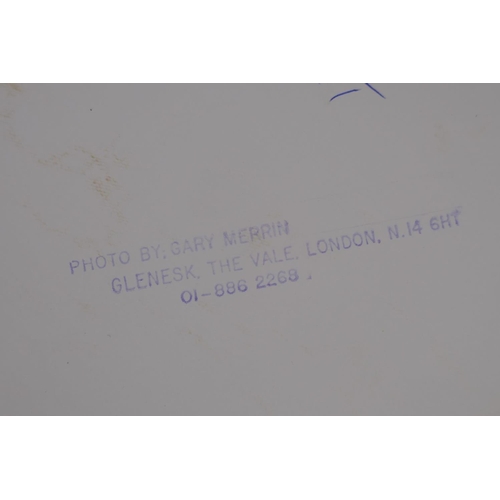 PHOTO BY: GARY MERRIN
GLENESK, THE VALE, LONDON, N.14 6HT
01-886 2268